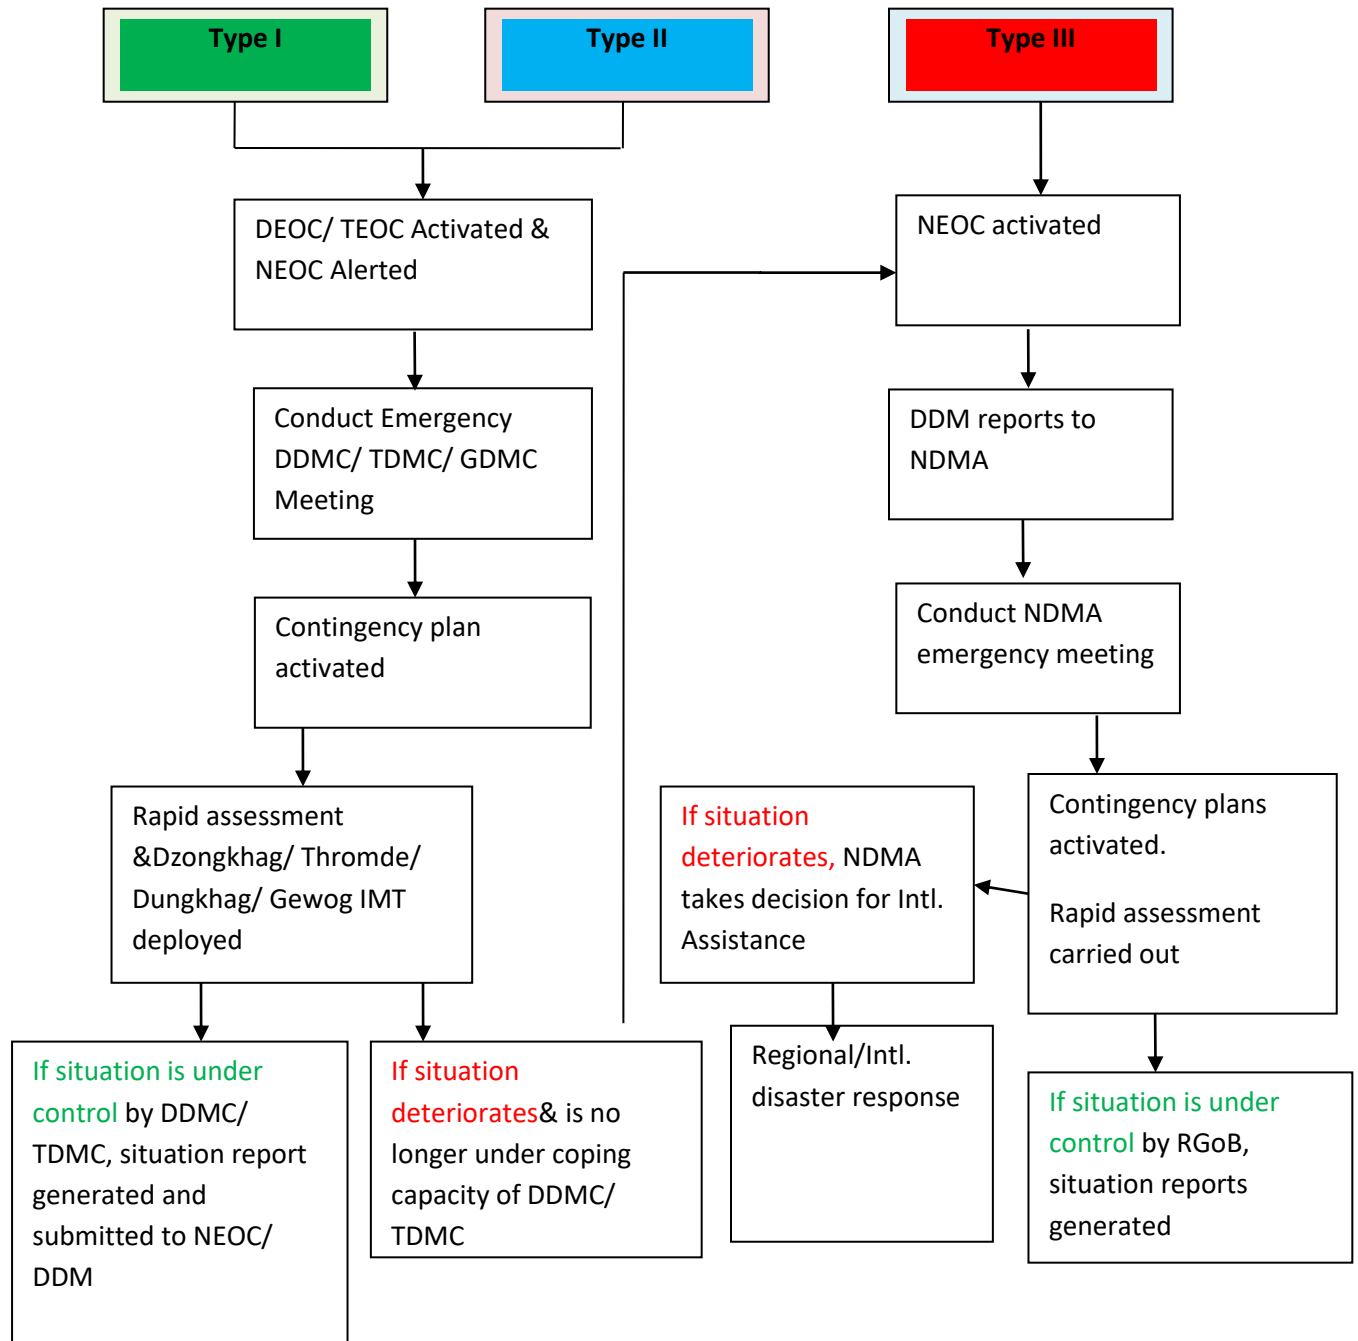 Type I
Type II
Type III
DEOC/ TEOC Activated &
NEOC Alerted
NEOC activated
Conduct Emergency
DDMC/ TDMC/ GDMC
Meeting
DDM reports to
NDMA
Contingency plan
activated
Conduct NDMA
emergency meeting
Rapid assessment
&Dzongkhag/ Thromde/
Dungkhag/ Gewog IMT
deployed
If situation
deteriorates, NDMA
takes decision for Intl.
Assistance
Contingency plans
activated.
Rapid assessment
carried out
If situation is under
control by DDMC/
TDMC, situation report
generated and
submitted to NEOC/
DDM
If situation
deteriorates& is no
longer under coping
capacity of DDMC/
TDMC
Regional/Intl.
disaster response
If situation is under
control by RGoB,
situation reports
generated